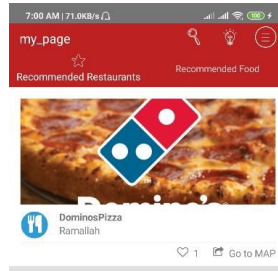 7:00 AM | 71.0KB/s
100
my_page
Recommended Restaurants
Recommended Food
Domino's
DominosPizza
Ramallah
1
Go to MAP